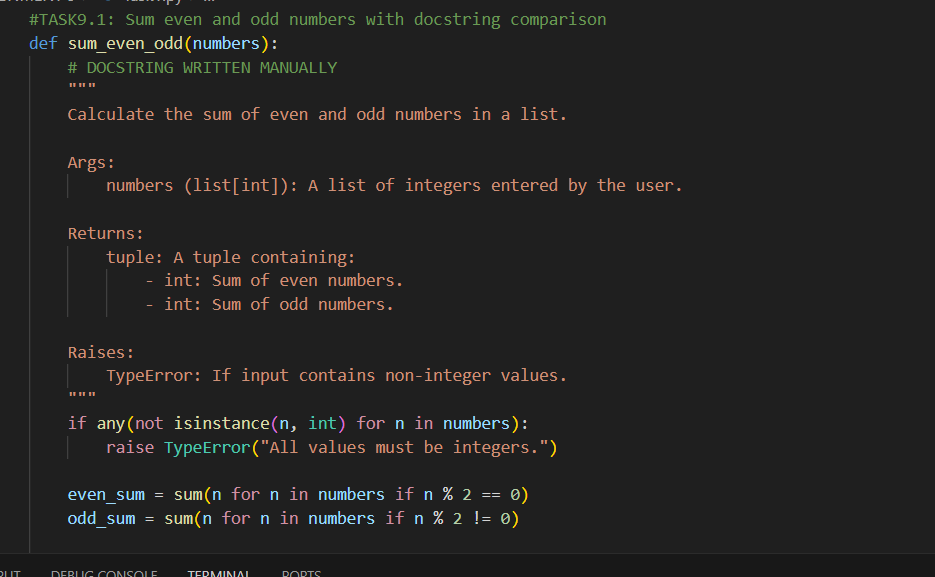 #TASK9.1: Sum even and odd numbers with docstring comparison
def sum_even_odd(numbers):
    # DOCSTRING WRITTEN MANUALLY
    """
    Calculate the sum of even and odd numbers in a list.

    Args:
        numbers (list[int]): A list of integers entered by the user.

    Returns:
        tuple: A tuple containing:
            - int: Sum of even numbers.
            - int: Sum of odd numbers.

    Raises:
        TypeError: If input contains non-integer values.
    """
    if any(not isinstance(n, int) for n in numbers):
        raise TypeError("All values must be integers.")

    even_sum = sum(n for n in numbers if n % 2 == 0)
    odd_sum = sum(n for n in numbers if n % 2 != 0)

DEBUG CONSOLE TERMINAL PORTS